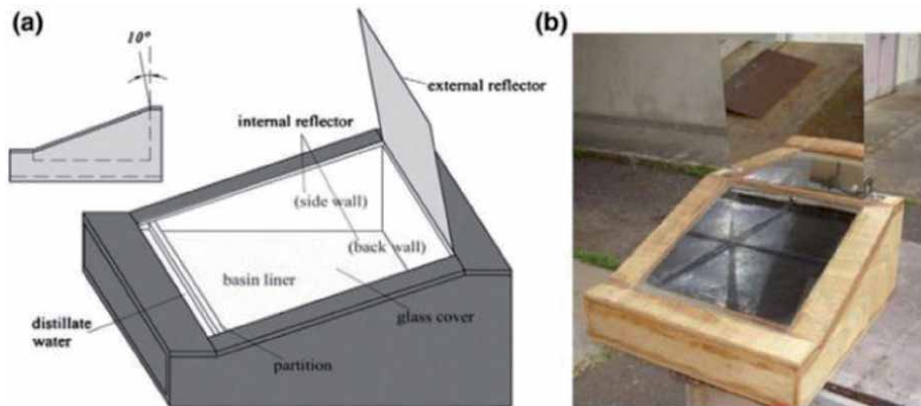 (a)
10°
external reflector
internal reflector
(side wall)
(back wall)
basin liner
glass cover
distillate
water
partition
(b)